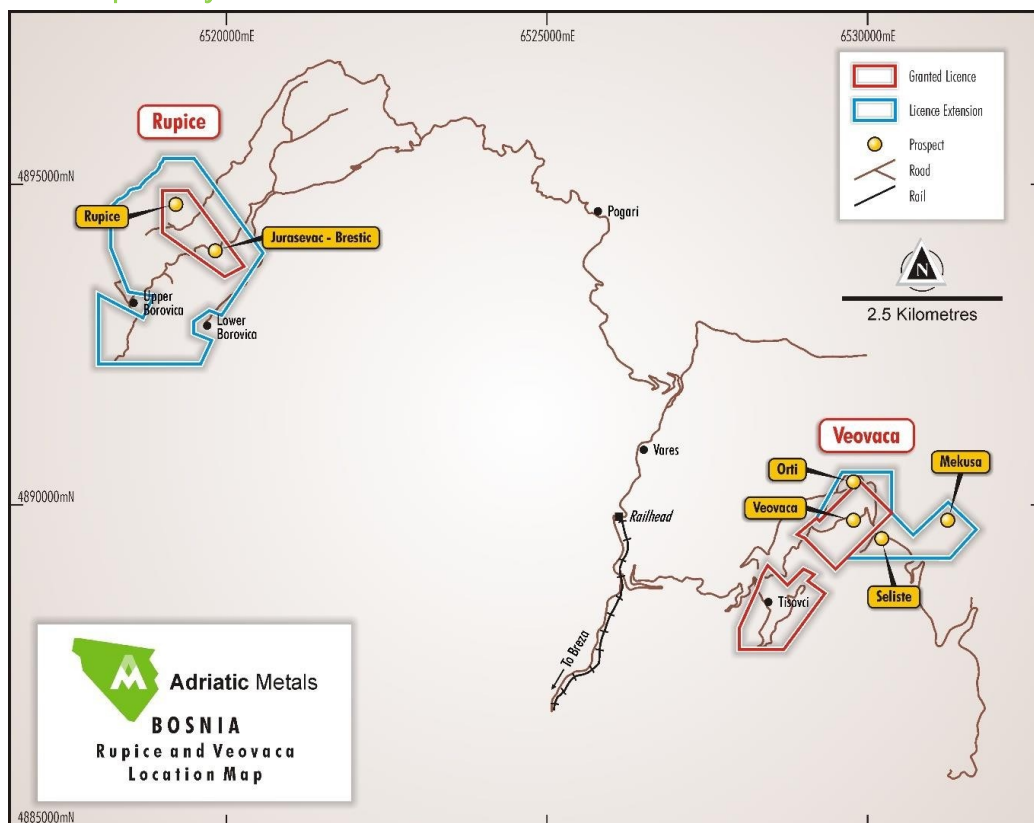 6520000mE
6525000mE
6530000mE
Granted Licence
Licence Extension
Prospect
Road
Rail
N
2.5 Kilometres
Rupice
4895000mN
Rupice
Jurasevac - Brestic
Pogari
Upper
Borovica
Lower
Borovica
Veovaca
Vares
Orti
Mekusa
4890000mN
Veovaca
Railhead
Seliste
Tisovci
To Breza
Adriatic Metals
BOSNIA
Rupice and Veovaca
Location Map
4885000mN